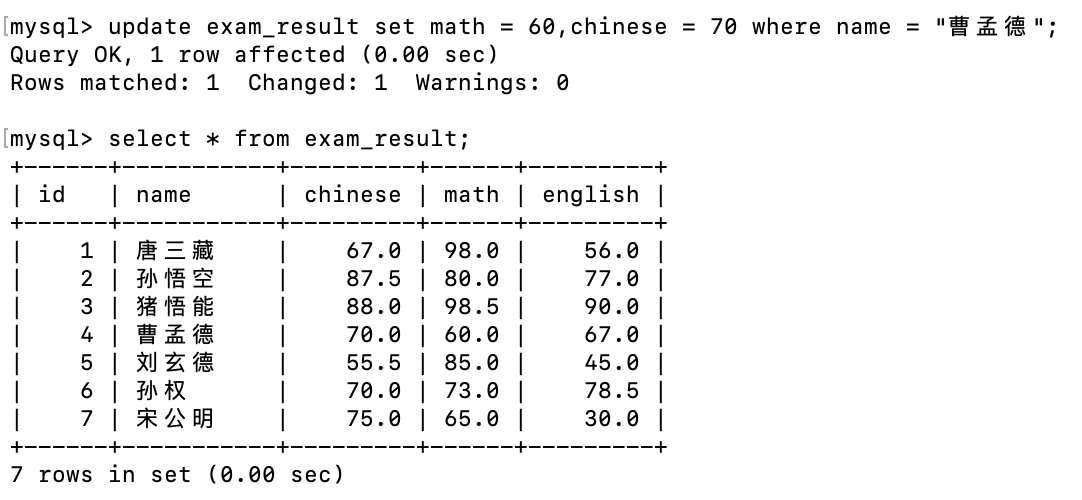 mysql> update exam_result set math = 60,chinese = 70 where name = "曹孟德";
Query OK, 1 row affected (0.00 sec)
Rows matched: 1  Changed: 1  Warnings: 0

mysql> select * from exam_result;
+------+-----------+---------+------+---------+
| id   | name      | chinese | math | english |
+------+-----------+---------+------+---------+
|    1 | 唐三藏    |    67.0 | 98.0 |    56.0 |
|    2 | 孙悟空    |    87.5 | 80.0 |    77.0 |
|    3 | 猪悟能    |    88.0 | 98.5 |    90.0 |
|    4 | 曹孟德    |    70.0 | 60.0 |    67.0 |
|    5 | 刘玄德    |    55.5 | 85.0 |    45.0 |
|    6 | 孙权      |    70.0 | 73.0 |    78.5 |
|    7 | 宋公明    |    75.0 | 65.0 |    30.0 |
+------+-----------+---------+------+---------+
7 rows in set (0.00 sec)